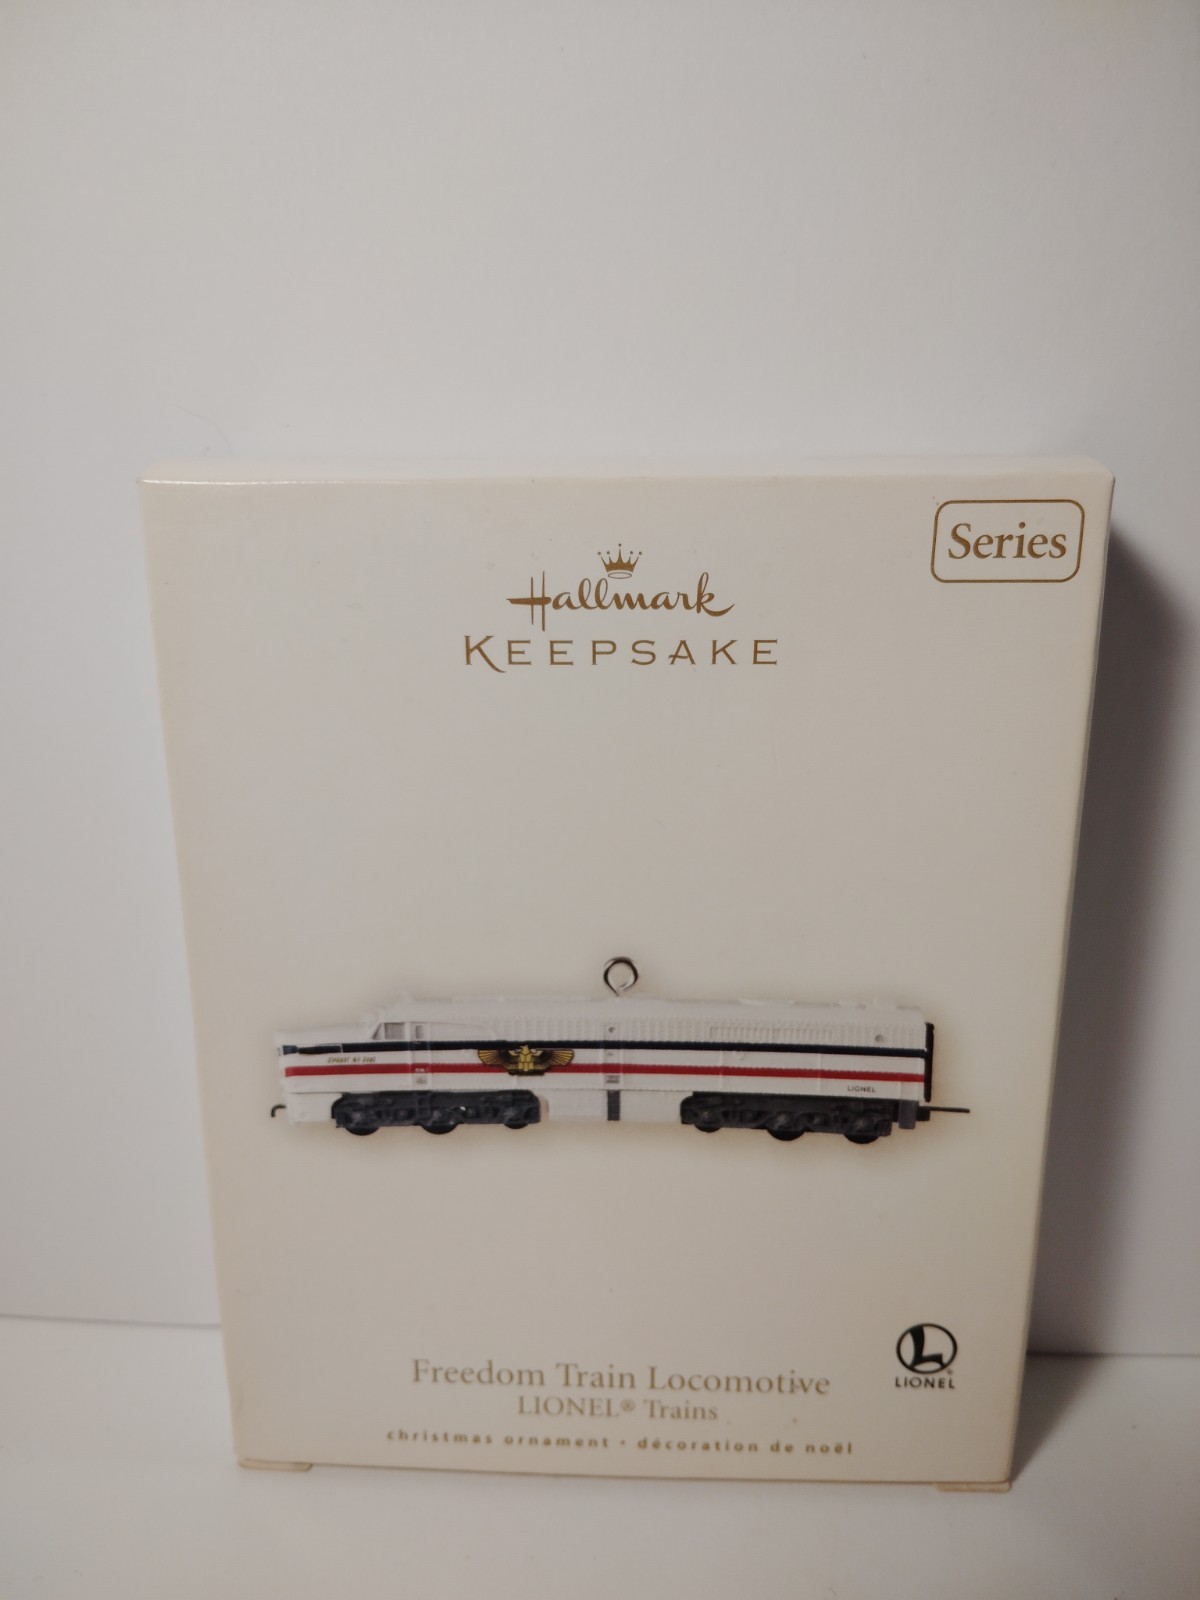 Series
Hallmark
KEEPSAKE
LIONEL
LIONEL
Freedom Train Locomotive
LIONEL® Trains
christmas ornament • décoration de noël